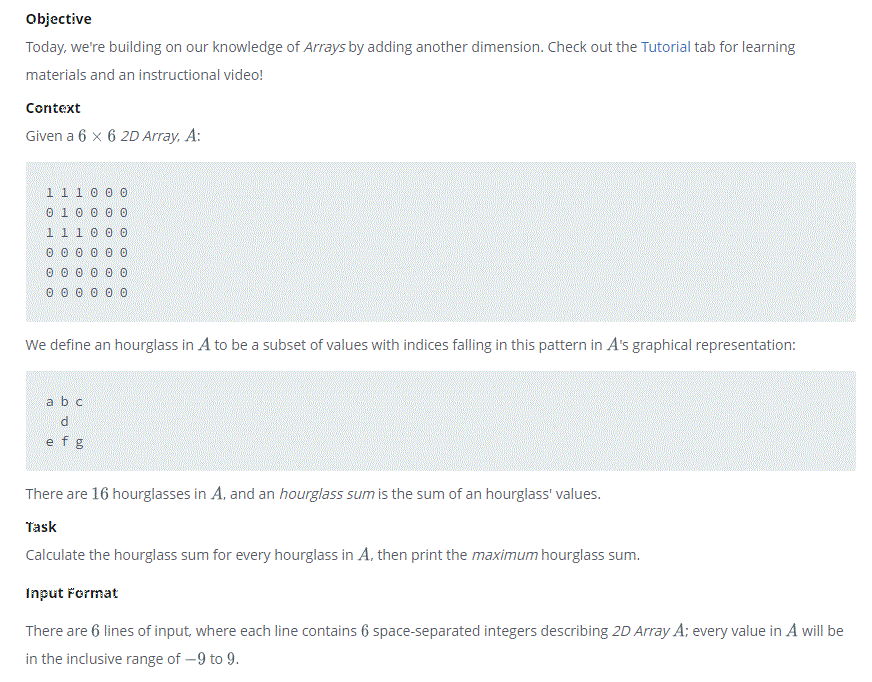 Objective
Today, we're building on our knowledge of Arrays by adding another dimension. Check out the Tutorial tab for learning
materials and an instructional video!
Context
Given a 6 × 6 2D Array, A:
1 1 1 0 0 0
0 1 0 0 0 0
1 1 1 0 0 0
0 0 0 0 0 0
0 0 0 0 0 0
0 0 0 0 0 0
We define an hourglass in A to be a subset of values with indices falling in this pattern in A's graphical representation:
a b c
  d
e f g
There are 16 hourglasses in A, and an hourglass sum is the sum of an hourglass' values.
Task
Calculate the hourglass sum for every hourglass in A, then print the maximum hourglass sum.
Input Format
There are 6 lines of input, where each line contains 6 space-separated integers describing 2D Array A; every value in A will be
in the inclusive range of −9 to 9.